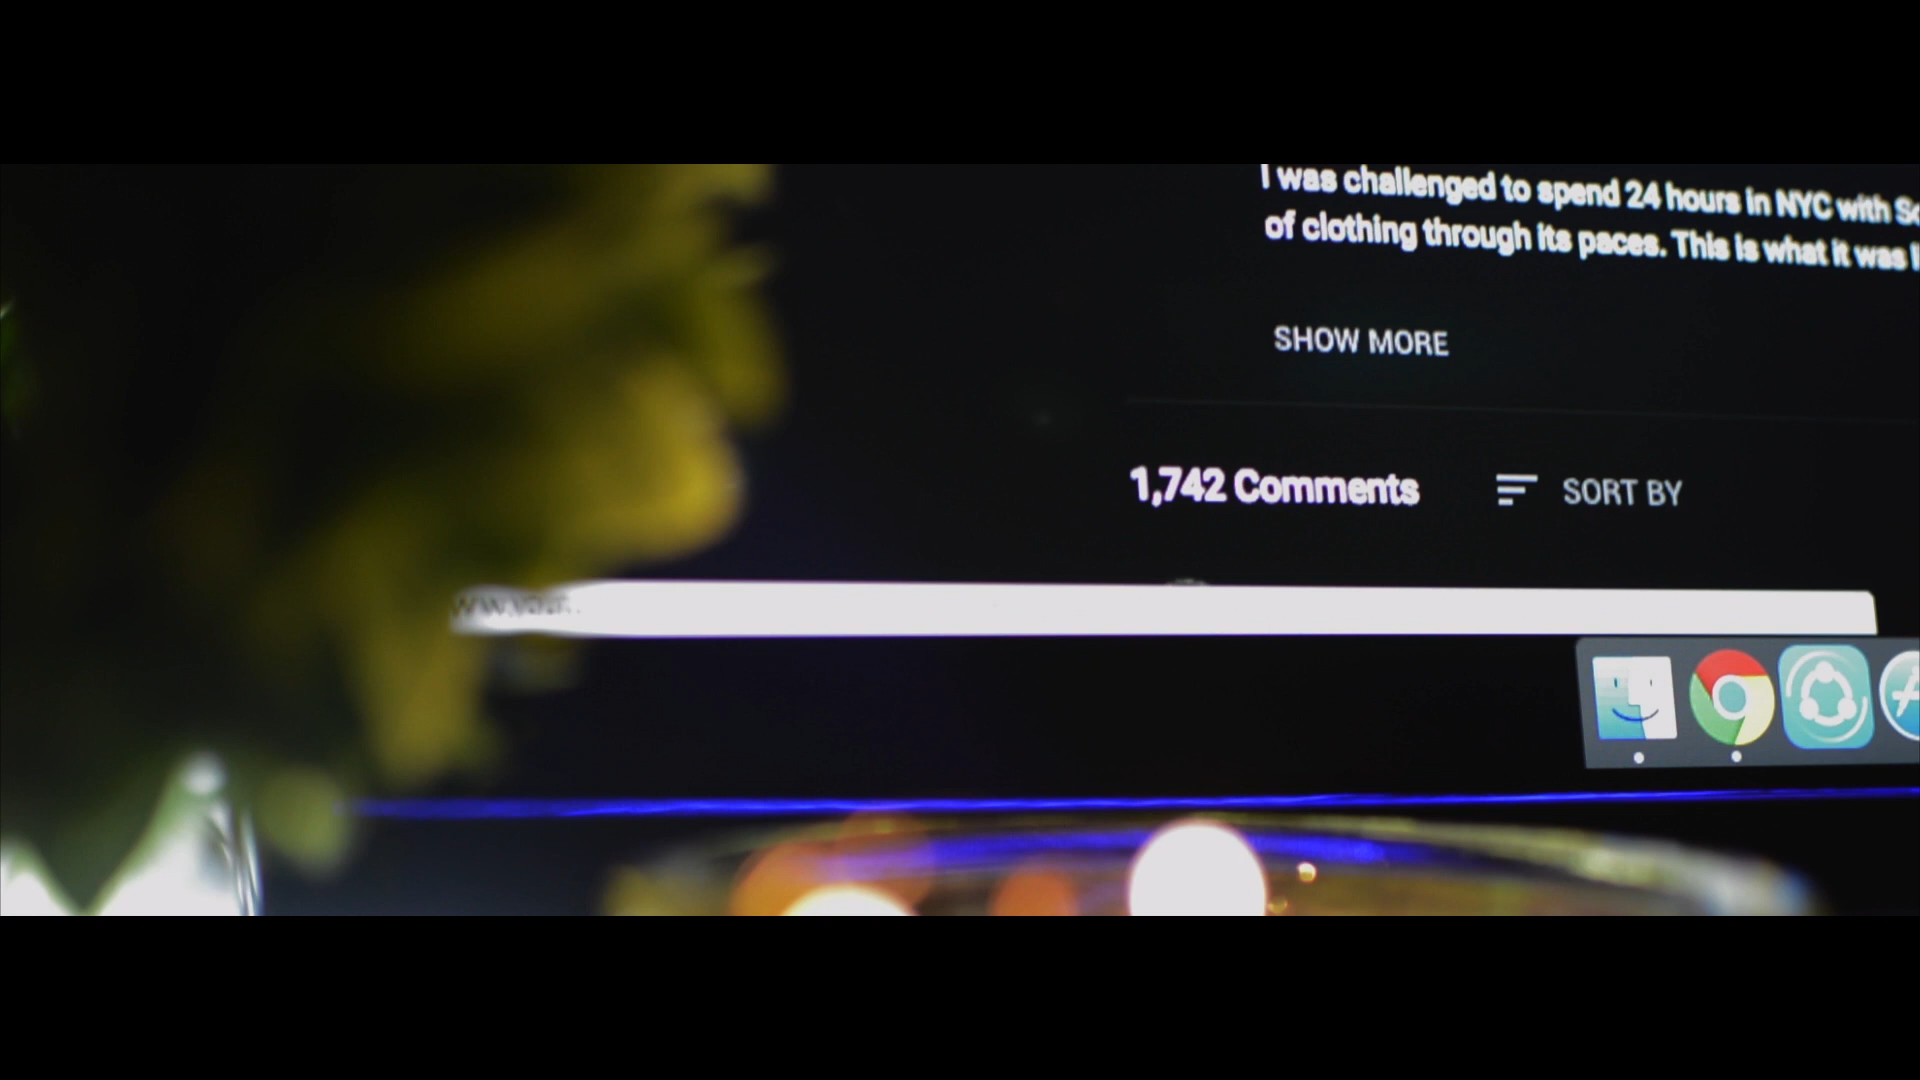 I was challenged to spend 24 hours in NYC with
of clothing through its paces. This is what it was
SHOW MORE
1,742 Comments
SORT BY